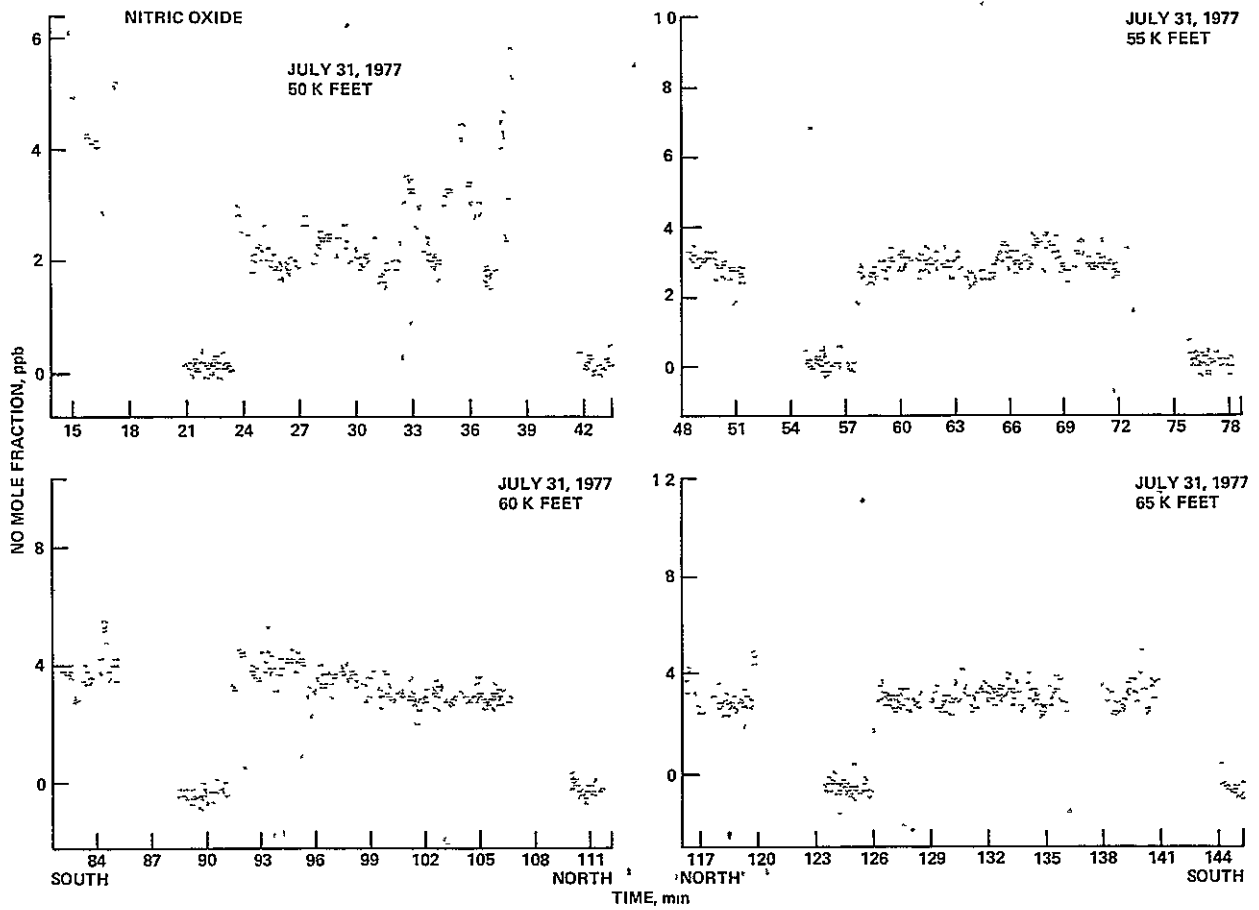 NITRIC OXIDE
JULY 31, 1977
50 K FEET
6
4
2
0
15 18 21 24 27 30 33 36 39 42
JULY 31, 1977
55 K FEET
10
8
6
4
2
0
48 51 54 57 60 63 66 69 72 75 78
NO MOLE FRACTION, ppb
JULY 31, 1977
60 K FEET
8
4
0
84 87 90 93 96 99 102 105 108 111
SOUTH NORTH
JULY 31, 1977
65 K FEET
12
8
4
0
117 120 123 126 129 132 135 138 141 144
NORTH SOUTH
TIME, min